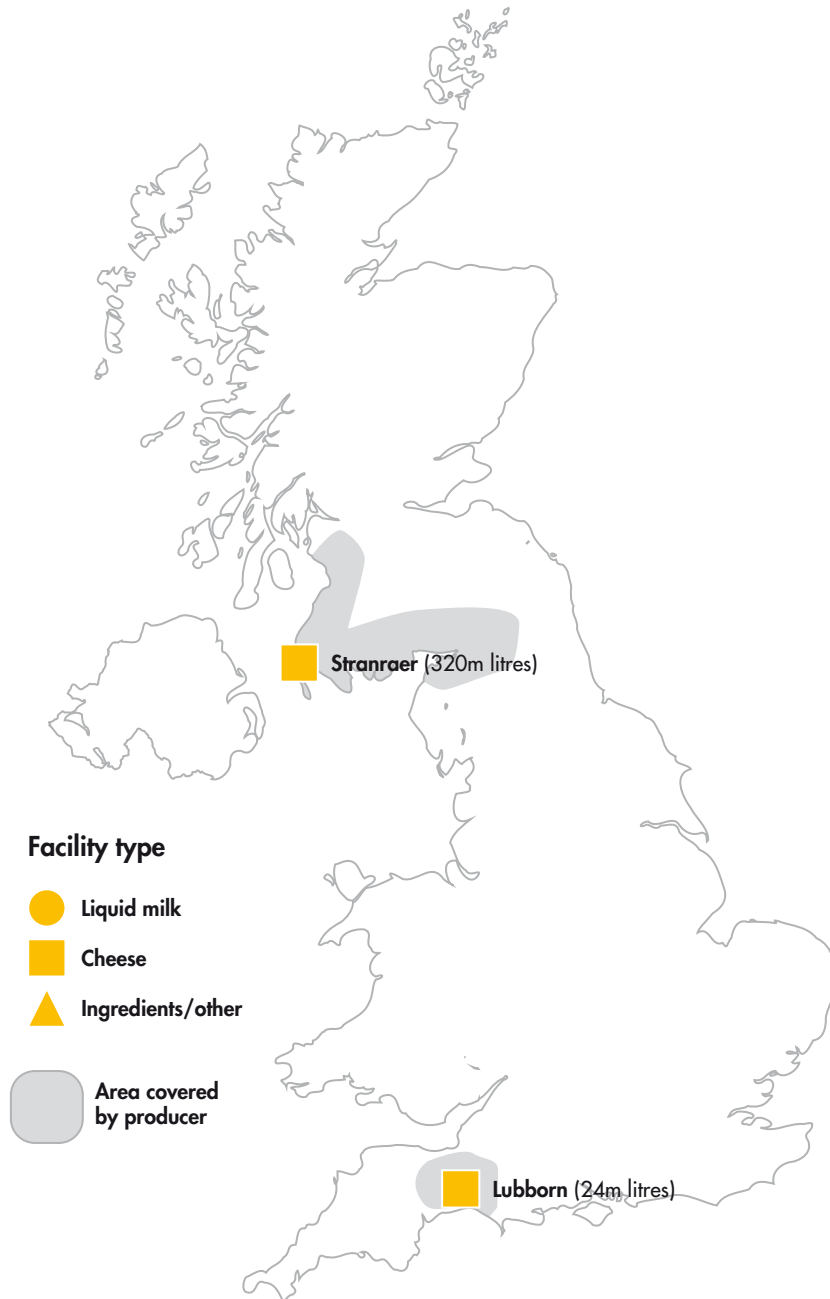 Stranraer (320m litres)
Facility type
Liquid milk
Cheese
Ingredients/other
Area covered
by producer
Lubborn (24m litres)